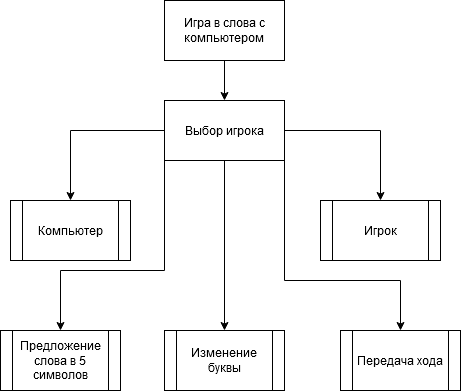 Игра в слова с
компьютером
Выбор игрока
Компьютер
Игрок
Предложение
слова в 5
символов
Изменение
буквы
Передача хода